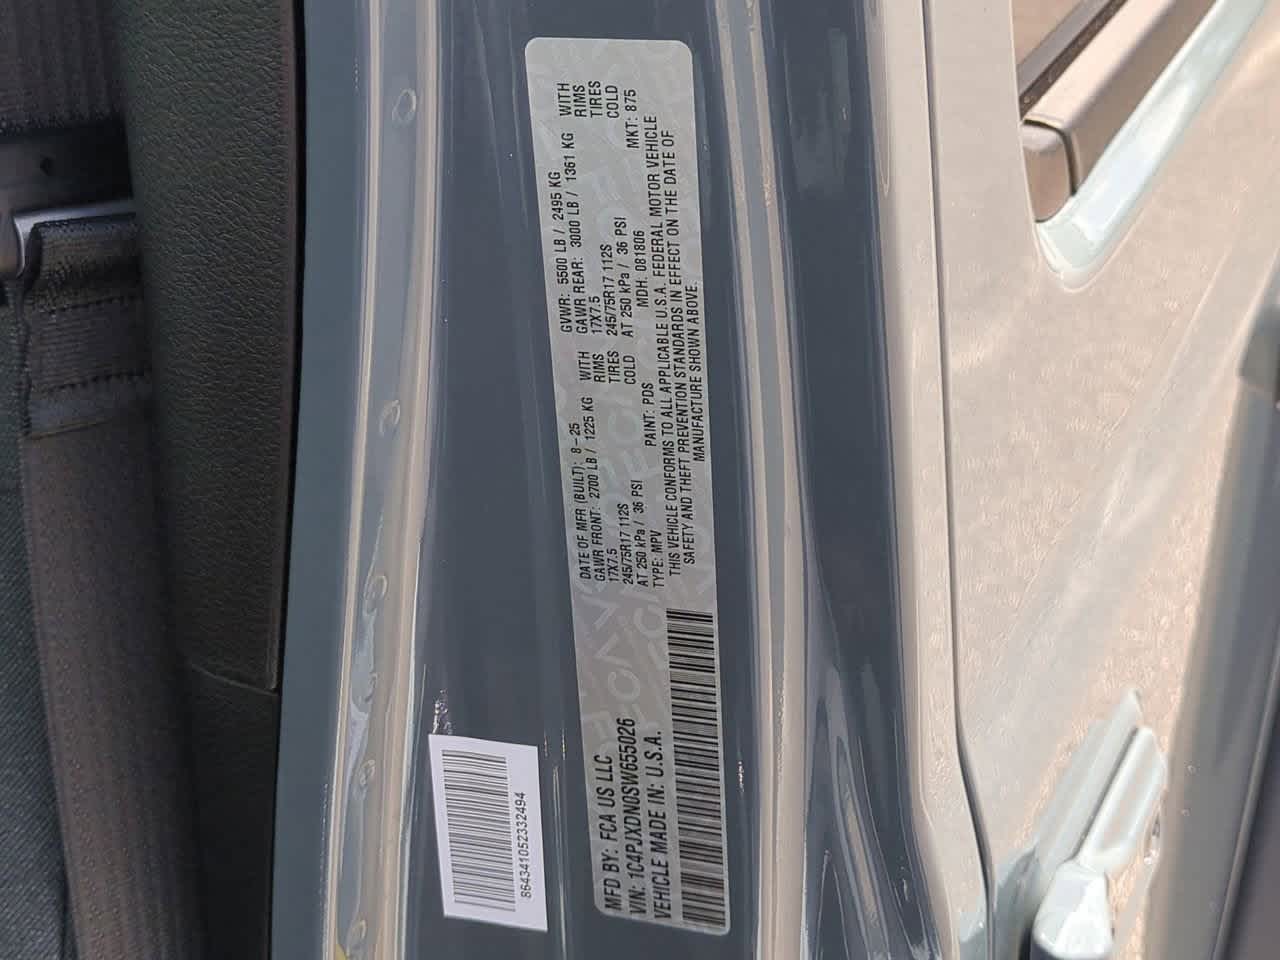 MFD BY: FCA US LLC
VIN: 1C4PJXDN0SW655026
VEHICLE MADE IN: U.S.A.
DATE OF MFR (BUILT): 8-25 GVWR: 5500 LB / 2495 KG
GAWR FRONT: 2700 LB / 1225 KG WITH GAWR REAR: 3000 LB / 1361 KG WITH
17X7.5 RIMS 17X7.5 RIMS
245/75R17 112S TIRES 245/75R17 112S TIRES
AT 250 kPa / 36 PSI COLD AT 250 kPa / 36 PSI COLD
TYPE: MPV PAINT: PDS MDH: 081806 MKT: 875
THIS VEHICLE CONFORMS TO ALL APPLICABLE U.S.A. FEDERAL MOTOR VEHICLE
SAFETY AND THEFT PREVENTION STANDARDS IN EFFECT ON THE DATE OF
MANUFACTURE SHOWN ABOVE.
864341052332494